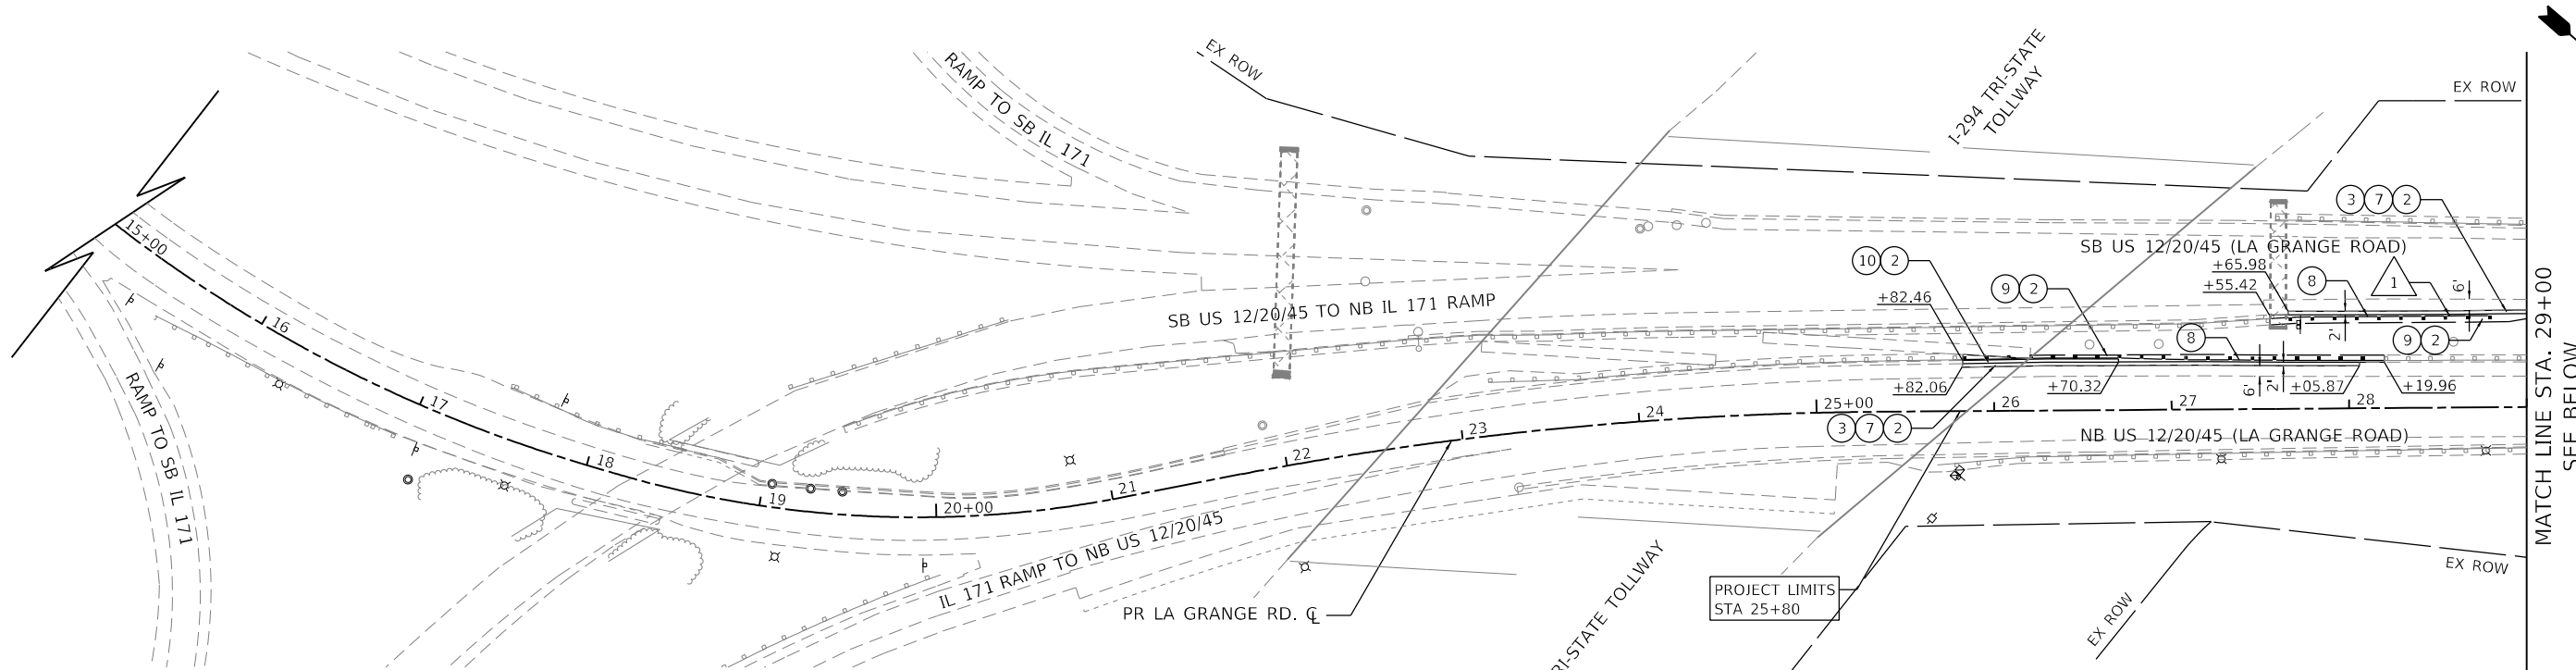 EX ROW
RAMP TO SB IL 171
I-294 TRI-STATE
TOLLWAY
EX ROW
15+00
16
17
18
19
20+00
21
22
23
24
25+00
26
27
28
RAMP TO SB IL 171
SB US 12/20/45 TO NB IL 171 RAMP
SB US 12/20/45 (LA GRANGE ROAD)
3 7 2
10 2
9 2
+82.46
+65.98
+55.42
8
1
6'
2'
9 2
8
+82.06
+70.32
6'
2'
+05.87
+19.96
3 7 2
NB US 12/20/45 (LA GRANGE ROAD)
IL 171 RAMP TO NB US 12/20/45
PR LA GRANGE RD. ℄
PROJECT LIMITS
STA 25+80
TRI-STATE TOLLWAY
EX ROW
EX ROW
MATCH LINE STA. 29+00
SEE BELOW